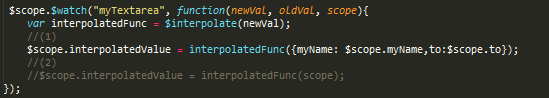 $scope.$watch("myTextarea", function(newVal, oldVal, scope){
var interpolatedFunc = $interpolate(newVal);
//(1)
$scope.interpolatedValue = interpolatedFunc({myName: $scope.myName,to:$scope.to});
//(2)
//$scope.interpolatedValue = interpolatedFunc(scope);
});